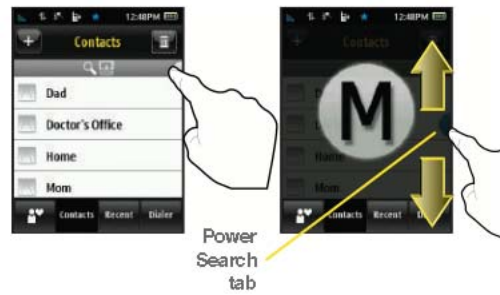 12:48PM
Contacts
Dad
Doctor's Office
Home
Mom
Contacts Recent Dialer
12:48PM
Contacts
M
Home
Mom
Contacts Recent
Power
Search
tab